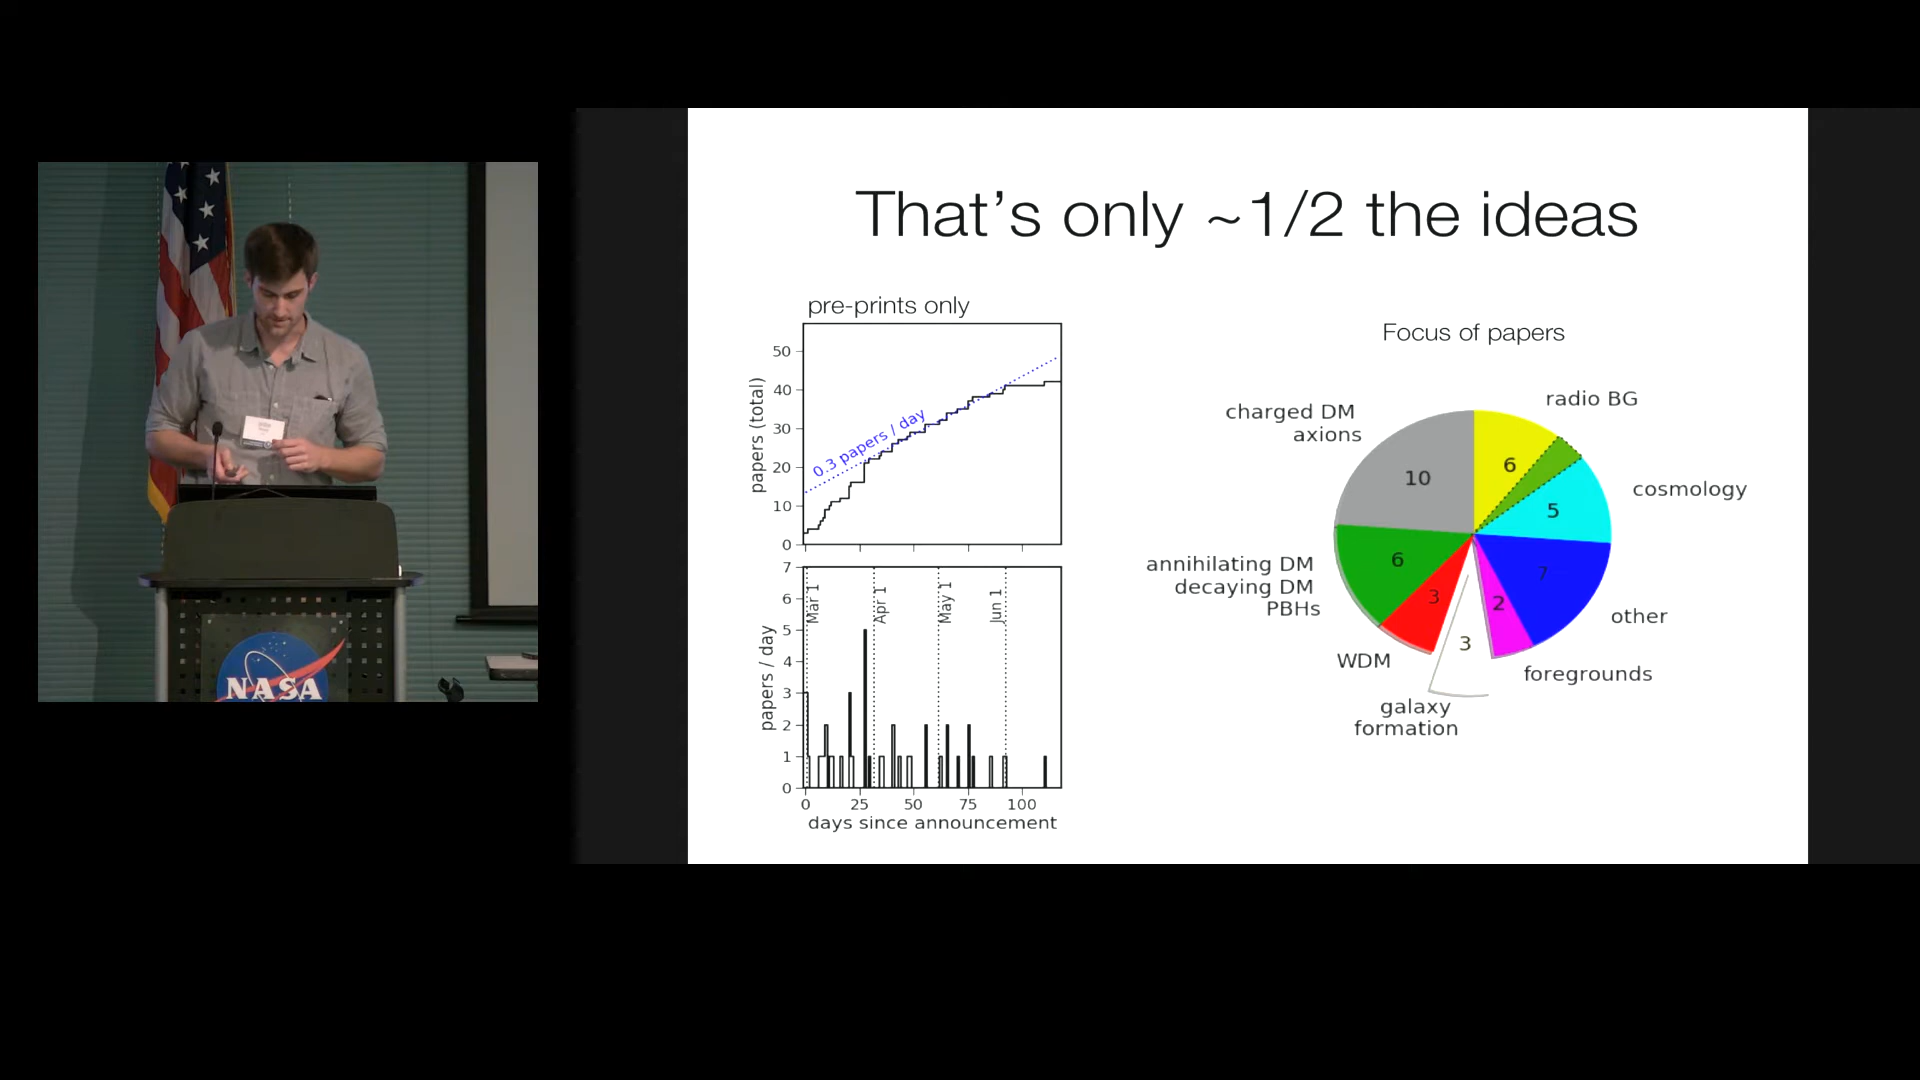 That's only ~1/2 the ideas
pre-prints only
papers (total)
50
40
30
20
10
0
0.3 papers / day
papers / day
7
6
5
4
3
2
1
0
Mar 1
Apr 1
May 1
Jun 1
0 25 50 75 100
days since announcement
Focus of papers
charged DM
axions
10
radio BG
6
cosmology
5
annihilating DM
decaying DM
PBHs
6
7
other
WDM
3
2
foregrounds
3
galaxy
formation
NASA